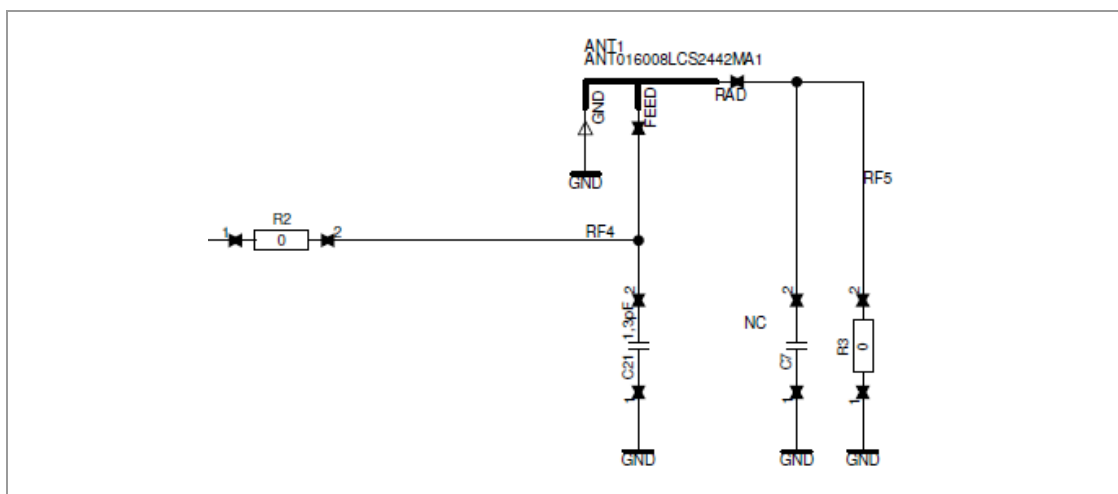 ANT1
ANT016008LCS2442MA1
GND
FEED
RAD
GND
RF5
R2
1
0
2
RF4
2
1,3pF
C21
1
GND
2
NC
C7
1
GND
2
R3
0
1
GND